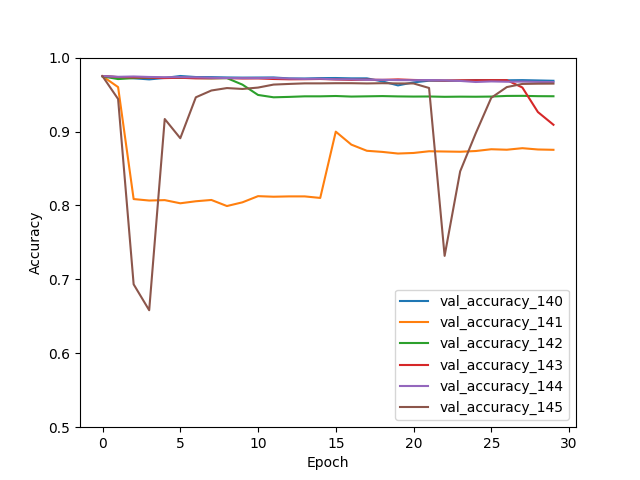 1.0
0.9
0.8
0.7
0.6
0.5
Accuracy
0
5
10
15
20
25
30
Epoch
val_accuracy_140
val_accuracy_141
val_accuracy_142
val_accuracy_143
val_accuracy_144
val_accuracy_145